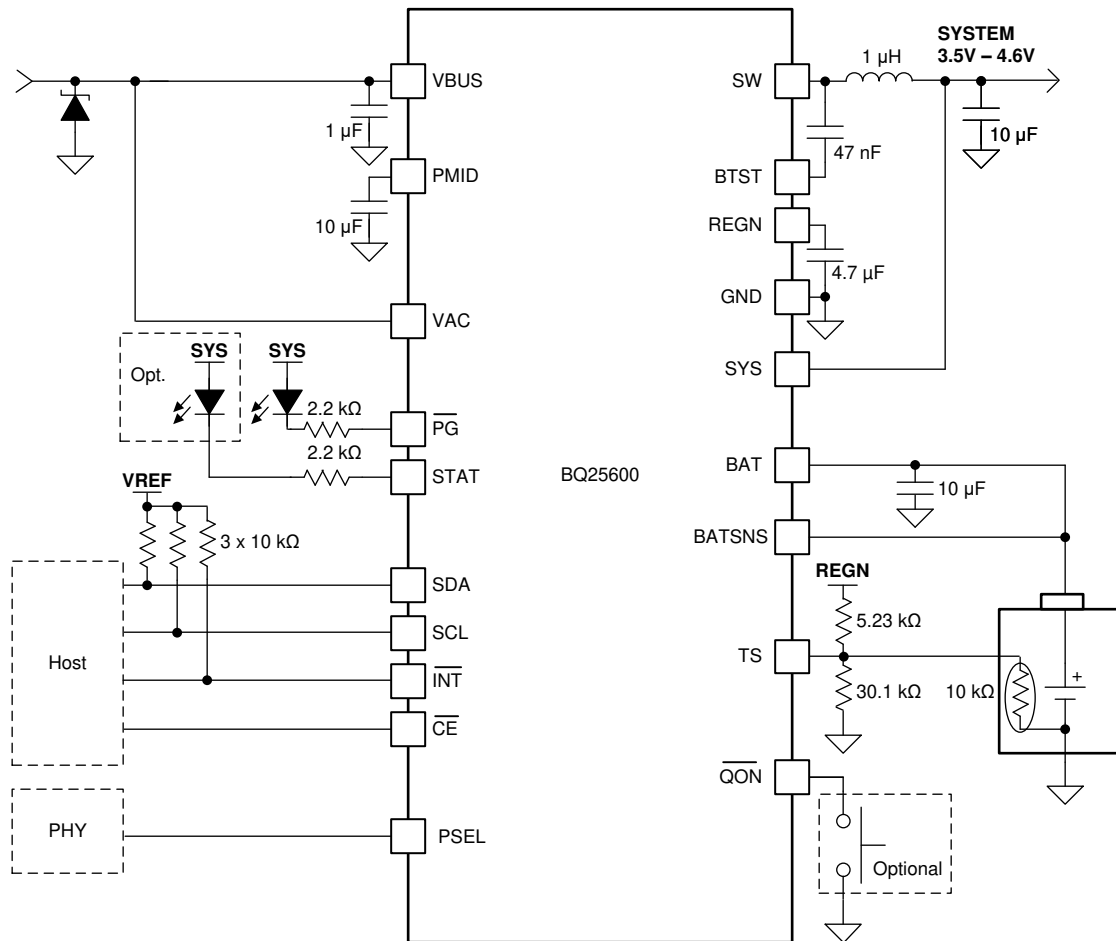 SYSTEM
3.5V – 4.6V
1 µH
VBUS
SW
1 µF
10 µF
47 nF
PMID
BTST
REGN
10 µF
4.7 µF
GND
VAC
SYS
SYS
Opt.
SYS
2.2 kΩ
PG
2.2 kΩ
STAT
BQ25600
BAT
10 µF
VREF
3 x 10 kΩ
BATSNS
REGN
SDA
5.23 kΩ
SCL
TS
Host
INT
30.1 kΩ
10 kΩ
+
CE
QON
PHY
PSEL
Optional